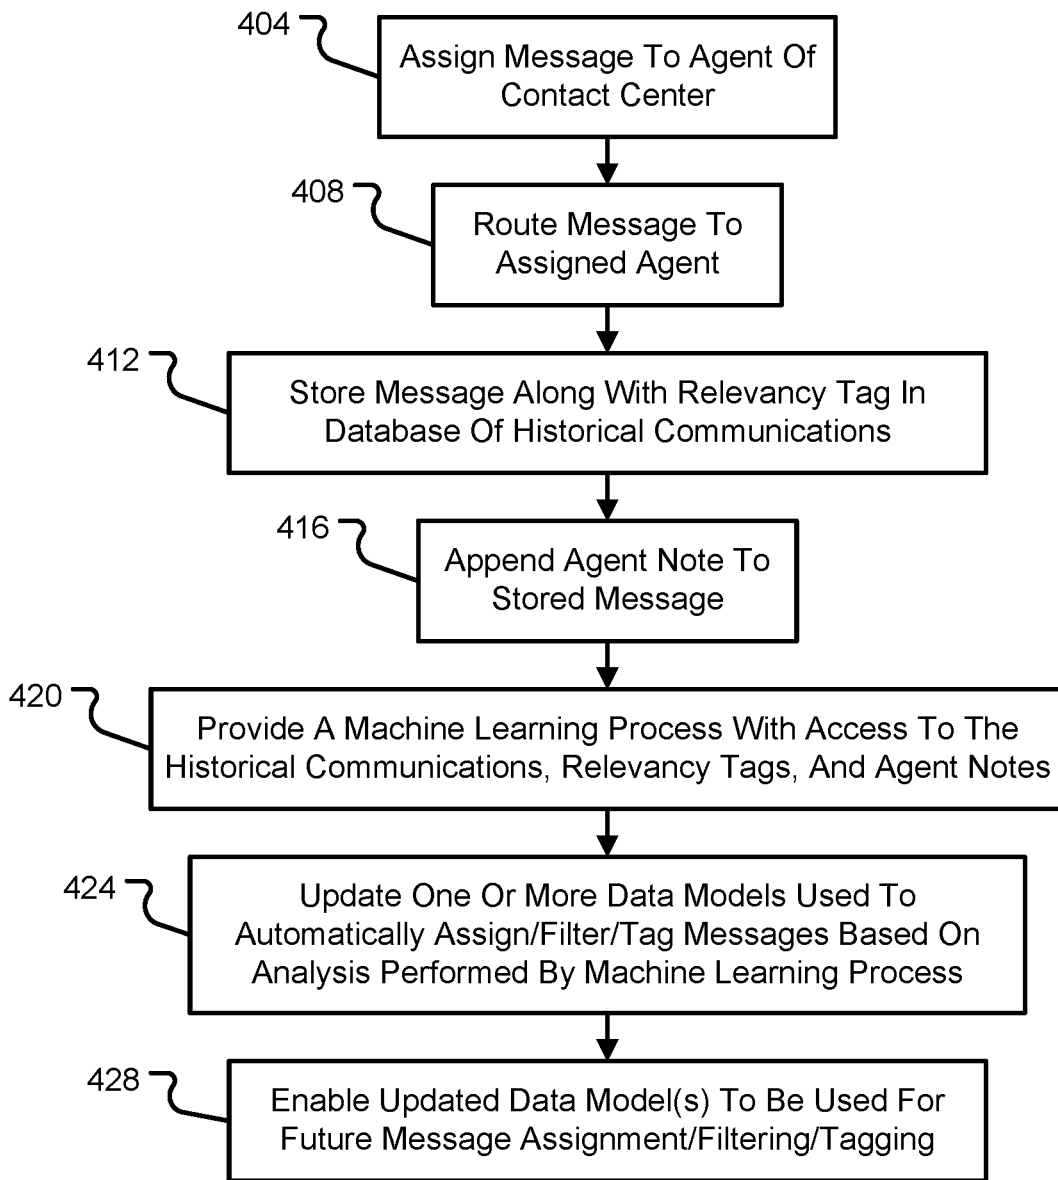 404
Assign Message To Agent Of
Contact Center
408
Route Message To
Assigned Agent
412
Store Message Along With Relevancy Tag In
Database Of Historical Communications
416
Append Agent Note To
Stored Message
420
Provide A Machine Learning Process With Access To The
Historical Communications, Relevancy Tags, And Agent Notes
424
Update One Or More Data Models Used To
Automatically Assign/Filter/Tag Messages Based On
Analysis Performed By Machine Learning Process
428
Enable Updated Data Model(s) To Be Used For
Future Message Assignment/Filtering/Tagging